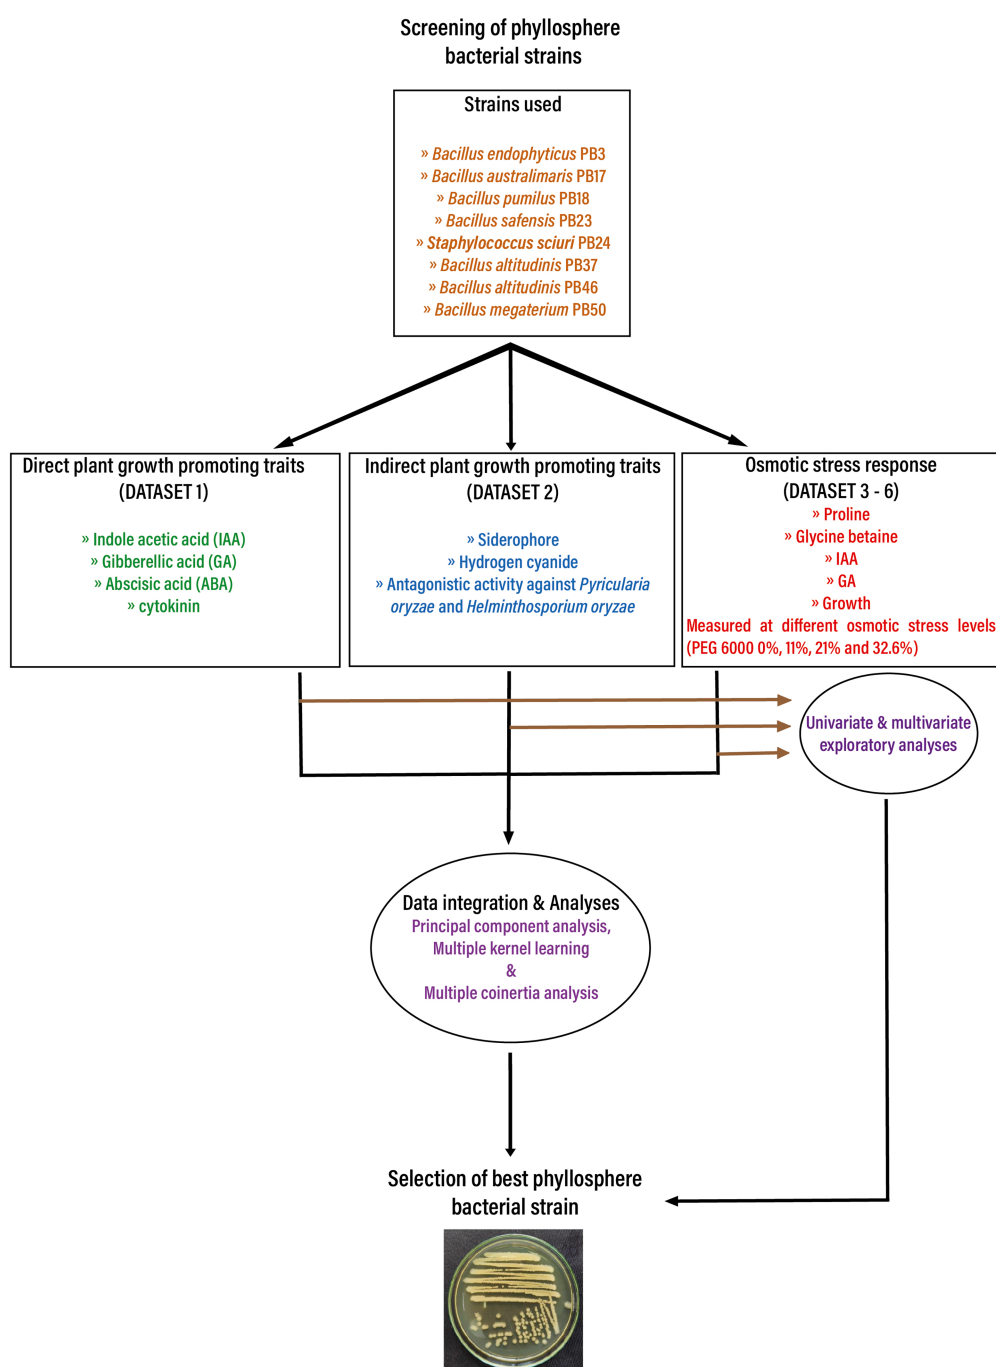 Screening of phyllosphere
bacterial strains
Strains used
» Bacillus endophyticus PB3
» Bacillus australimaris PB17
» Bacillus pumilus PB18
» Bacillus safensis PB23
» Staphylococcus sciuri PB24
» Bacillus altitudinis PB37
» Bacillus altitudinis PB46
» Bacillus megaterium PB50
Direct plant growth promoting traits
(DATASET 1)
» Indole acetic acid (IAA)
» Gibberellic acid (GA)
» Abscisic acid (ABA)
» cytokinin
Indirect plant growth promoting traits
(DATASET 2)
» Siderophore
» Hydrogen cyanide
» Antagonistic activity against Pyricularia
oryzae and Helminthosporium oryzae
Osmotic stress response
(DATASET 3 - 6)
» Proline
» Glycine betaine
» IAA
» GA
» Growth
Measured at different osmotic stress levels
(PEG 6000 0%, 11%, 21% and 32.6%)
Univariate & multivariate
exploratory analyses
Data integration & Analyses
Principal component analysis,
Multiple kernel learning
&
Multiple coinertia analysis
Selection of best phyllosphere
bacterial strain